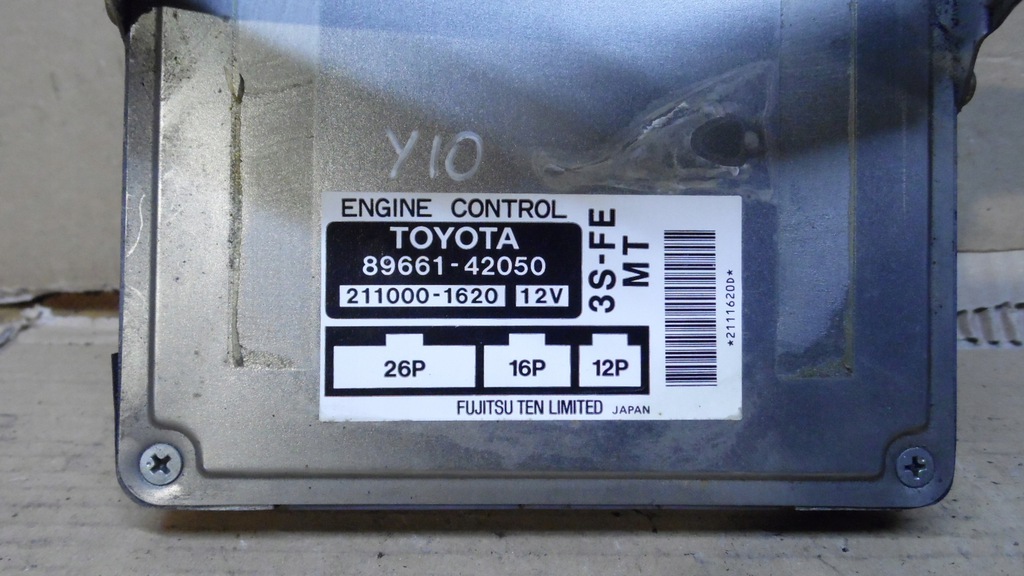 Y10
ENGINE CONTROL
TOYOTA
89661-42050
211000-1620 12V
3S-FE
MT
*2111620D*
26P 16P 12P
FUJITSU TEN LIMITED JAPAN